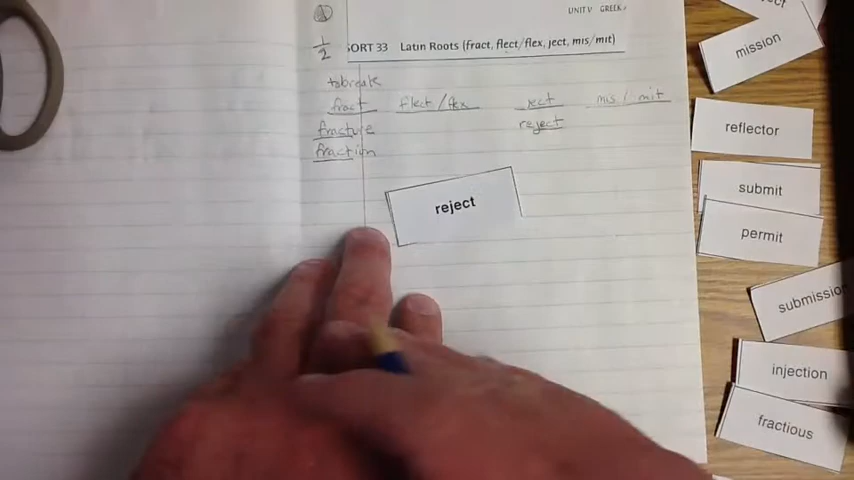 UNIT V GREEK
1/2
SORT 33 Latin Roots (fract, flect/flex, ject, mis/mit)
to break
fract flect/flex ject mis/mit
fracture reject
fraction
reject
mission
reflector
submit
permit
submission
injection
fractious